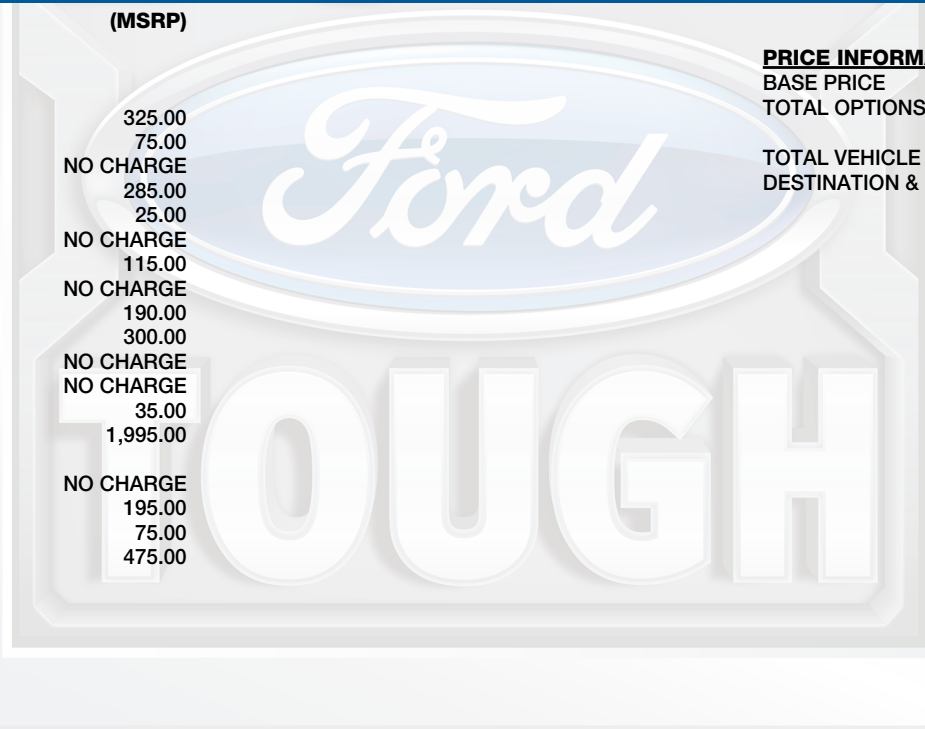 (MSRP)
325.00
75.00
NO CHARGE
285.00
25.00
NO CHARGE
115.00
NO CHARGE
190.00
300.00
NO CHARGE
NO CHARGE
35.00
1,995.00
NO CHARGE
195.00
75.00
475.00
PRICE INFORMA
BASE PRICE
TOTAL OPTIONS
TOTAL VEHICLE
DESTINATION &
Ford
TOUGH